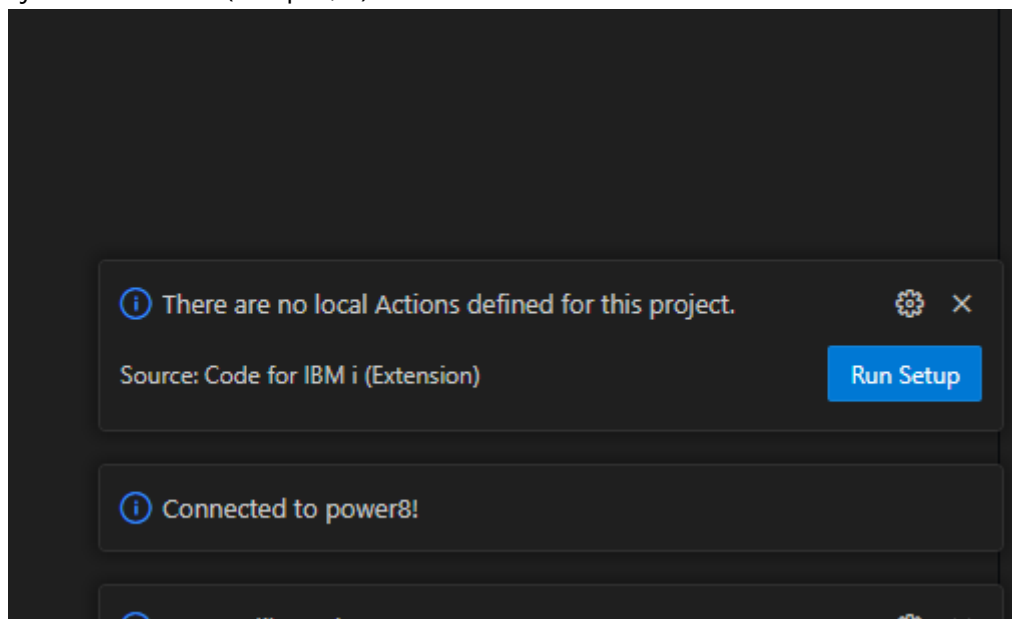 There are no local Actions defined for this project.
Source: Code for IBM i (Extension)
Run Setup
Connected to power8!